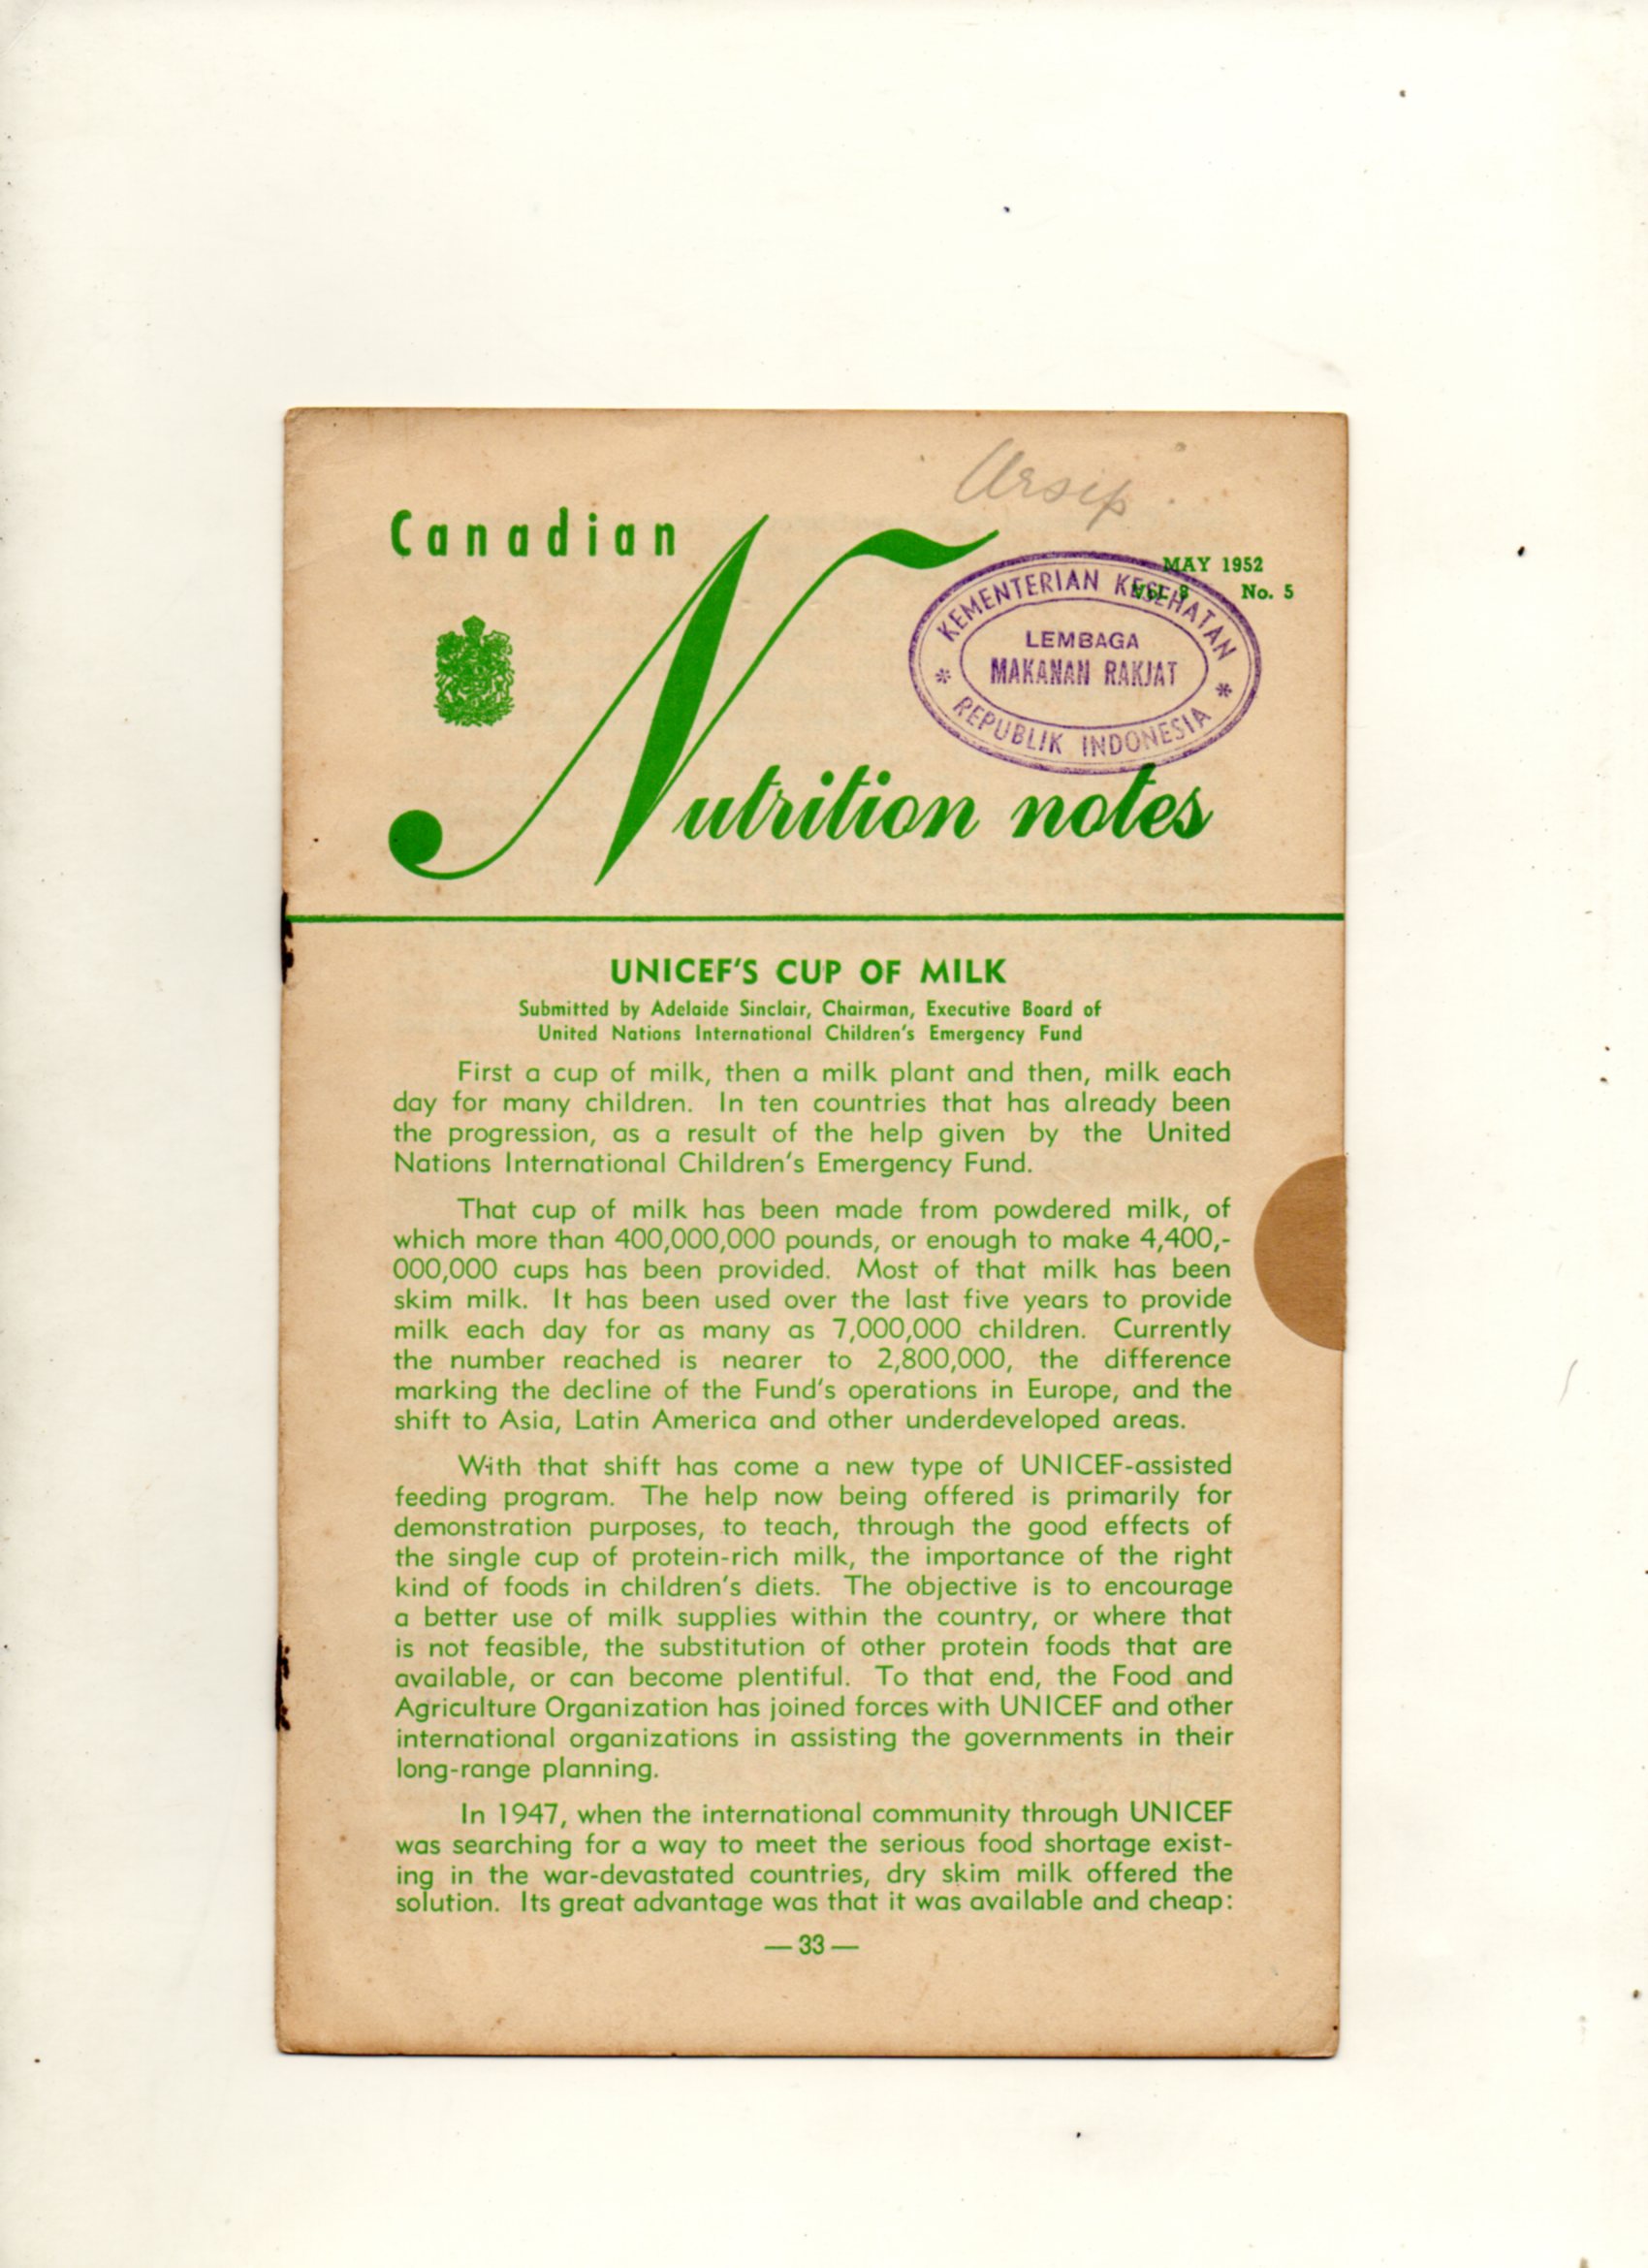 Arsip
Canadian
Nutrition notes
MAY 1952
Vol. 8 No. 5
KEMENTERIAN KESEHATAN
LEMBAGA
MAKANAN RAKJAT
* REPUBLIK INDONESIA *
UNICEF'S CUP OF MILK
Submitted by Adelaide Sinclair, Chairman, Executive Board of
United Nations International Children's Emergency Fund
First a cup of milk, then a milk plant and then, milk each
day for many children. In ten countries that has already been
the progression, as a result of the help given by the United
Nations International Children's Emergency Fund.
That cup of milk has been made from powdered milk, of
which more than 400,000,000 pounds, or enough to make 4,400,-
000,000 cups has been provided. Most of that milk has been
skim milk. It has been used over the last five years to provide
milk each day for as many as 7,000,000 children. Currently
the number reached is nearer to 2,800,000, the difference
marking the decline of the Fund's operations in Europe, and the
shift to Asia, Latin America and other underdeveloped areas.
With that shift has come a new type of UNICEF-assisted
feeding program. The help now being offered is primarily for
demonstration purposes, to teach, through the good effects of
the single cup of protein-rich milk, the importance of the right
kind of foods in children's diets. The objective is to encourage
a better use of milk supplies within the country, or where that
is not feasible, the substitution of other protein foods that are
available, or can become plentiful. To that end, the Food and
Agriculture Organization has joined forces with UNICEF and other
international organizations in assisting the governments in their
long-range planning.
In 1947, when the international community through UNICEF
was searching for a way to meet the serious food shortage exist-
ing in the war-devastated countries, dry skim milk offered the
solution. Its great advantage was that it was available and cheap:
— 33 —